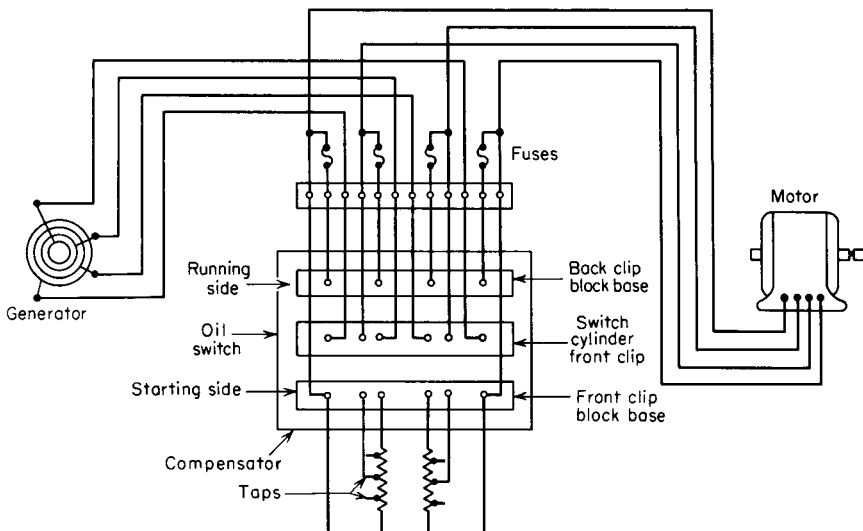 Fuses
Motor
Running
side
Back clip
block base
Generator
Oil
switch
Switch
cylinder
front clip
Starting side
Front clip
block base
Compensator
Taps